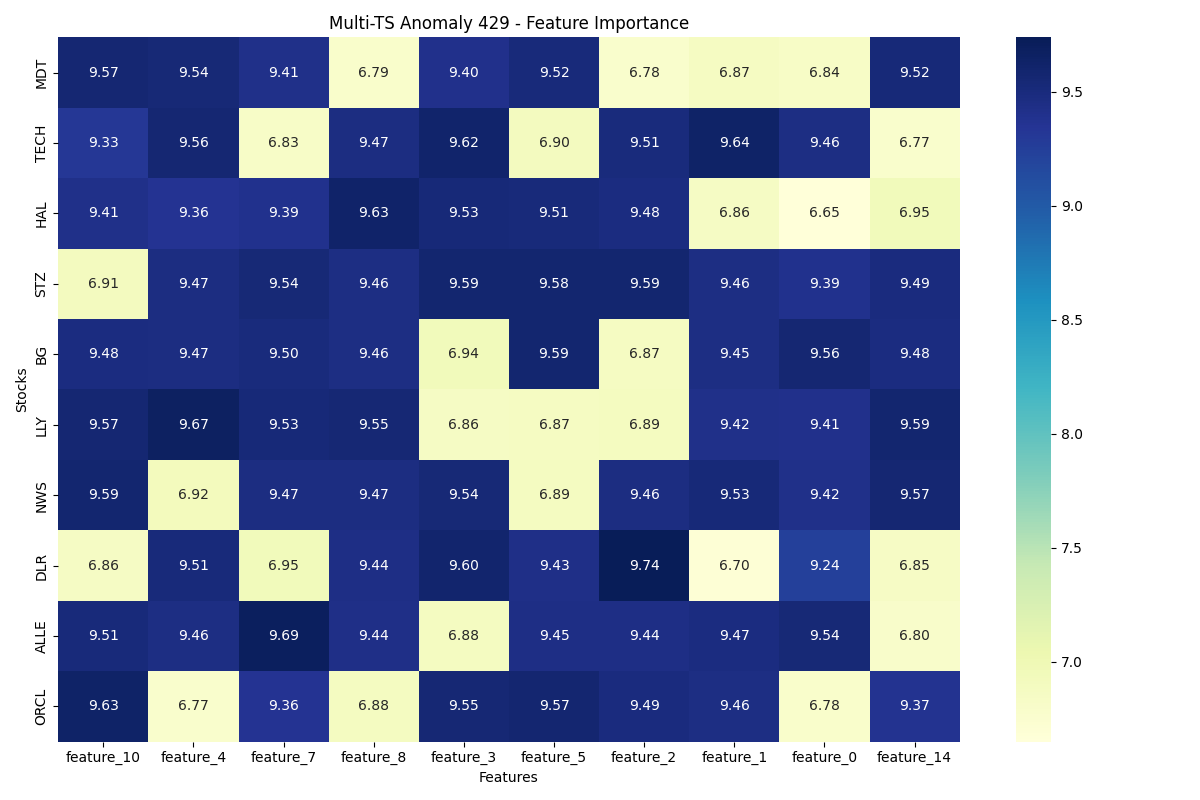 Multi-TS Anomaly 429 - Feature Importance
MDT 9.57 9.54 9.41 6.79 9.40 9.52 6.78 6.87 6.84 9.52
TECH 9.33 9.56 6.83 9.47 9.62 6.90 9.51 9.64 9.46 6.77
HAL 9.41 9.36 9.39 9.63 9.53 9.51 9.48 6.86 6.65 6.95
STZ 6.91 9.47 9.54 9.46 9.59 9.58 9.59 9.46 9.39 9.49
BG 9.48 9.47 9.50 9.46 6.94 9.59 6.87 9.45 9.56 9.48
LLY 9.57 9.67 9.53 9.55 6.86 6.87 6.89 9.42 9.41 9.59
NWS 9.59 6.92 9.47 9.47 9.54 6.89 9.46 9.53 9.42 9.57
DLR 6.86 9.51 6.95 9.44 9.60 9.43 9.74 6.70 9.24 6.85
ALLE 9.51 9.46 9.69 9.44 6.88 9.45 9.44 9.47 9.54 6.80
ORCL 9.63 6.77 9.36 6.88 9.55 9.57 9.49 9.46 6.78 9.37
feature_10 feature_4 feature_7 feature_8 feature_3 feature_5 feature_2 feature_1 feature_0 feature_14
Features
Stocks
9.5
9.0
8.5
8.0
7.5
7.0